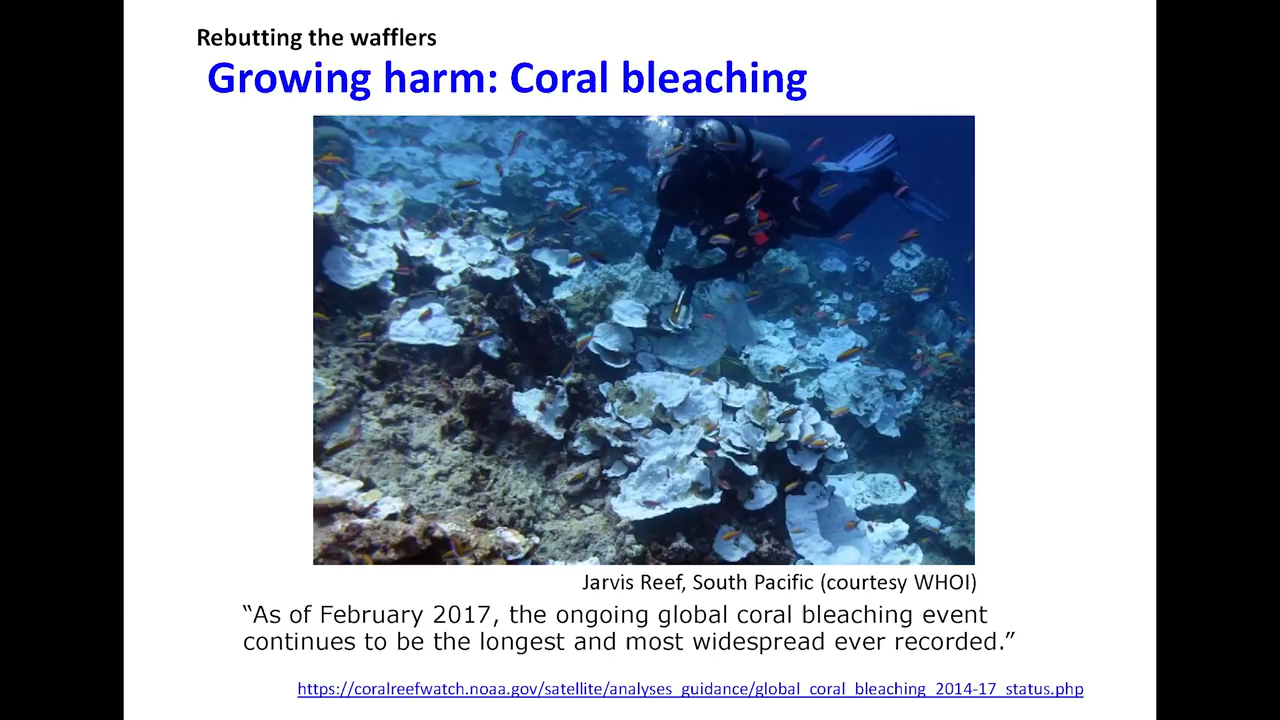 Rebutting the wafflers
Growing harm: Coral bleaching
Jarvis Reef, South Pacific (courtesy WHOI)
“As of February 2017, the ongoing global coral bleaching event
continues to be the longest and most widespread ever recorded.”
https://coralreefwatch.noaa.gov/satellite/analyses_guidance/global_coral_bleaching_2014-17_status.php